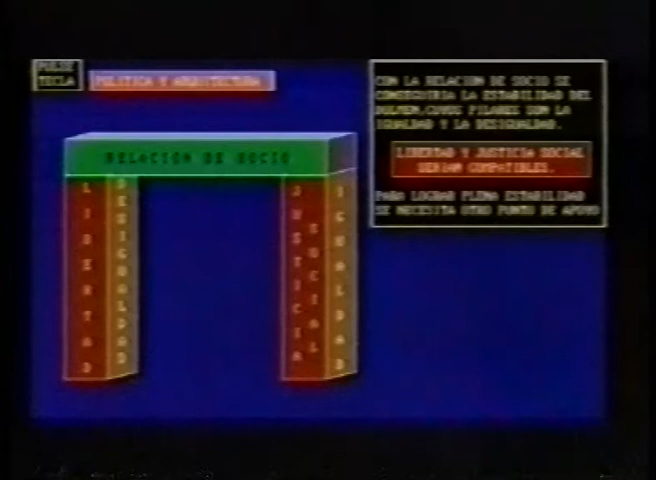 PULSE
TECLA
POLITICA Y ARQUITECTURA
CON LA RELACION DE SOCIO SE
CONSEGUIRIA LA ESTABILIDAD DEL
DOLMEN,CUYOS PILARES SON LA
IGUALDAD Y LA DESIGUALDAD.
LIBERTAD Y JUSTICIA SOCIAL
SERIAN COMPATIBLES.
PARA LOGRAR PLENA ESTABILIDAD
SE NECESITA OTRO PUNTO DE APOYO
RELACION DE SOCIO
LIBERTAD
DESIGUALDAD
JUSTICIA
SOCIAL
IGUALDAD